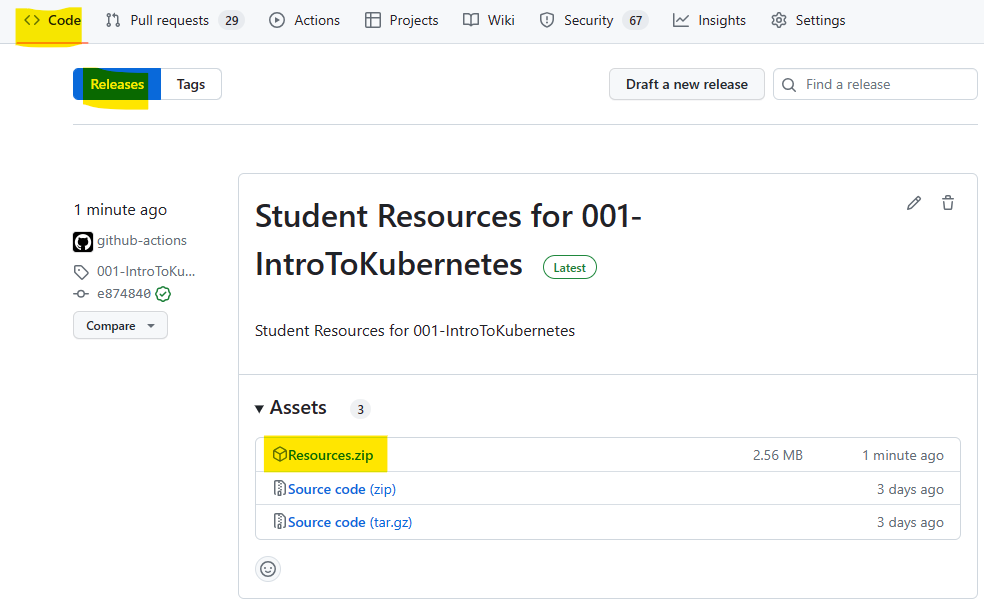 Code Pull requests 29 Actions Projects Wiki Security 67 Insights Settings
Releases Tags Draft a new release Find a release
1 minute ago
github-actions
001-IntroToKu...
e874840
Compare
Student Resources for 001-
IntroToKubernetes Latest
Student Resources for 001-IntroToKubernetes
Assets 3
Resources.zip 2.56 MB 1 minute ago
Source code (zip) 3 days ago
Source code (tar.gz) 3 days ago